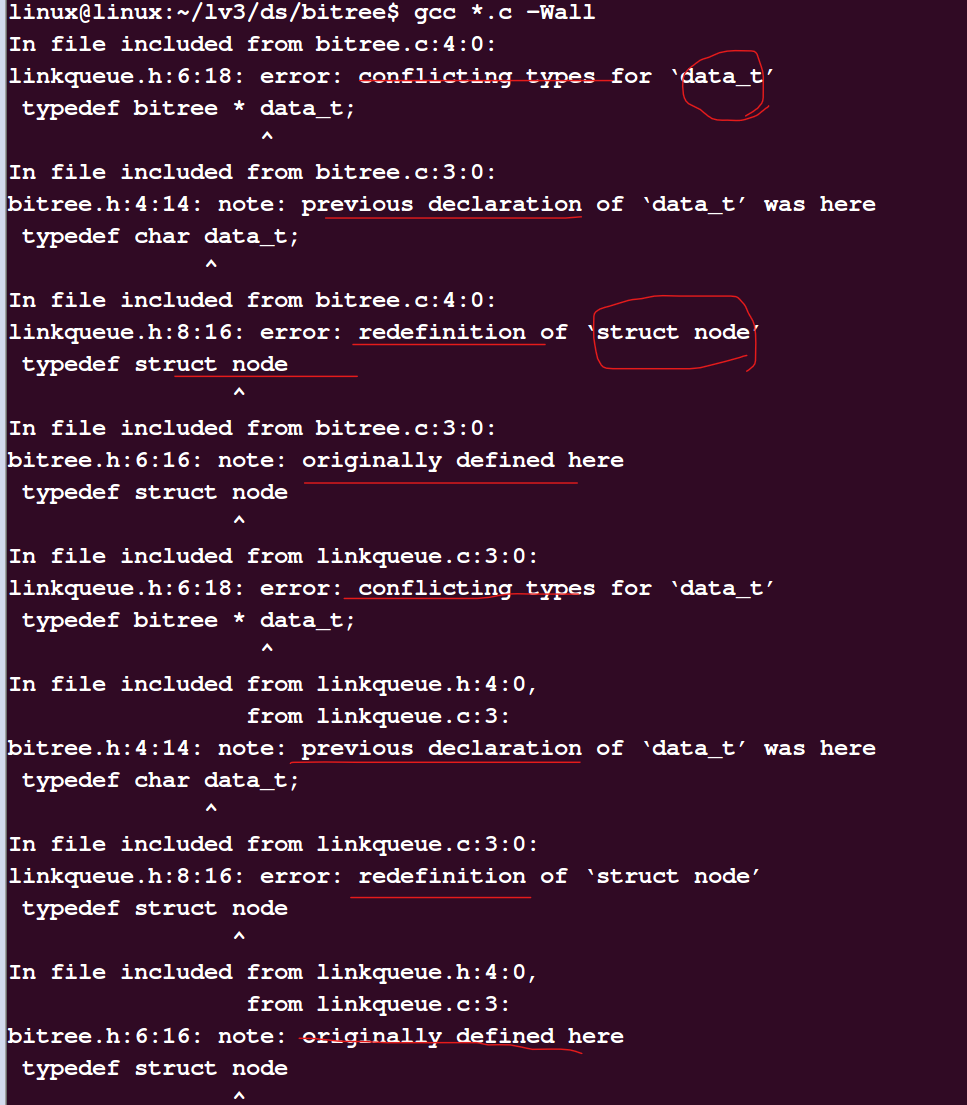 linux@linux:~/lv3/ds/bitree$ gcc *.c -Wall
In file included from bitree.c:4:0:
linkqueue.h:6:18: error: conflicting types for ‘data_t’
 typedef bitree * data_t;
                  ^
In file included from bitree.c:3:0:
bitree.h:4:14: note: previous declaration of ‘data_t’ was here
 typedef char data_t;
              ^
In file included from bitree.c:4:0:
linkqueue.h:8:16: error: redefinition of ‘struct node’
 typedef struct node
                ^
In file included from bitree.c:3:0:
bitree.h:6:16: note: originally defined here
 typedef struct node
                ^
In file included from linkqueue.c:3:0:
linkqueue.h:6:18: error: conflicting types for ‘data_t’
 typedef bitree * data_t;
                  ^
In file included from linkqueue.h:4:0,
                 from linkqueue.c:3:
bitree.h:4:14: note: previous declaration of ‘data_t’ was here
 typedef char data_t;
              ^
In file included from linkqueue.c:3:0:
linkqueue.h:8:16: error: redefinition of ‘struct node’
 typedef struct node
                ^
In file included from linkqueue.h:4:0,
                 from linkqueue.c:3:
bitree.h:6:16: note: originally defined here
 typedef struct node
                ^